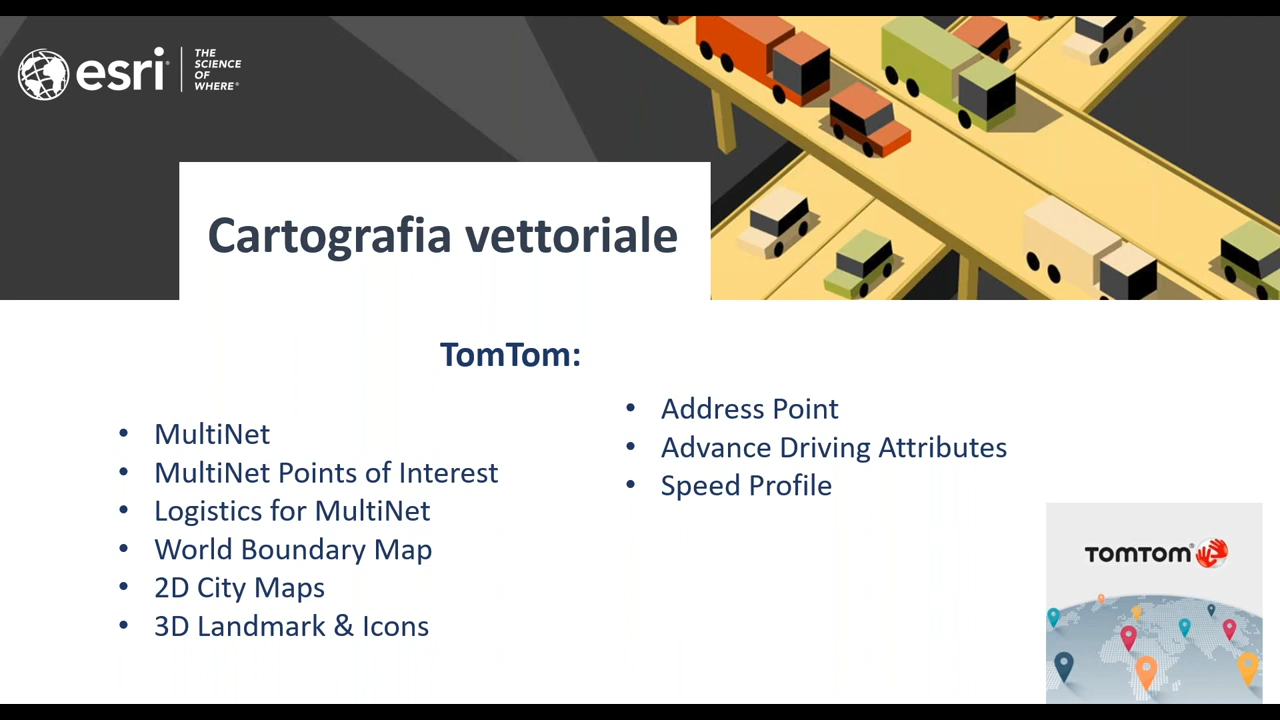 esri
THE
SCIENCE
OF
WHERE®
Cartografia vettoriale
TomTom:
• MultiNet
• MultiNet Points of Interest
• Logistics for MultiNet
• World Boundary Map
• 2D City Maps
• 3D Landmark & Icons
• Address Point
• Advance Driving Attributes
• Speed Profile
TOMTOM®